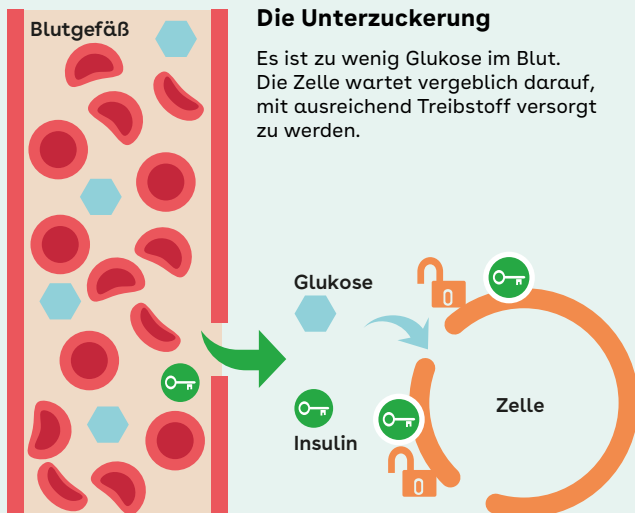 Blutgefäß
Die Unterzuckerung
Es ist zu wenig Glukose im Blut.
Die Zelle wartet vergeblich darauf,
mit ausreichend Treibstoff versorgt
zu werden.
Glukose
Zelle
Insulin